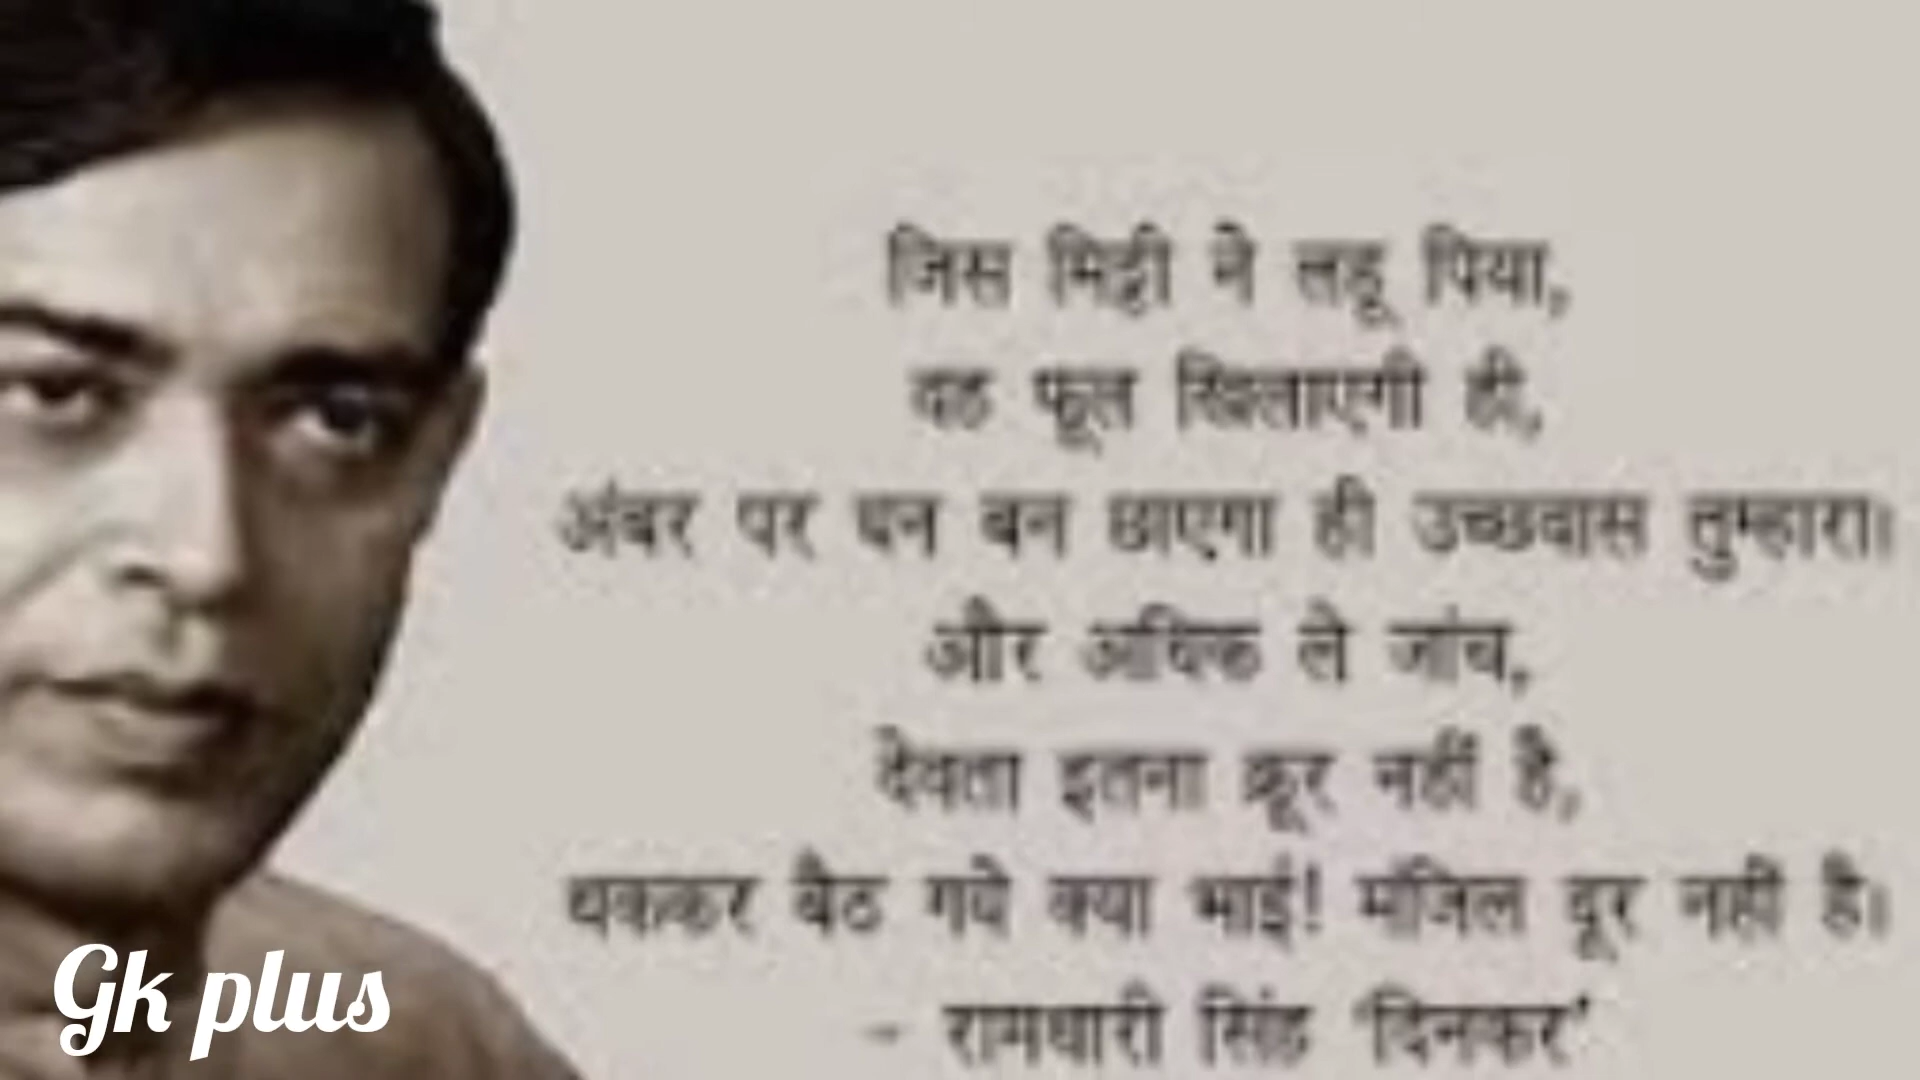 जिस मिट्टी ने लहू पिया,
वह फूल खिलाएगी ही,
अंबर पर घन बन छाएगा ही उच्छवास तुम्हारा।
और अधिक ले जांच,
देवता इतना क्रूर नहीं है,
थककर बैठ गये क्या भाई! मंजिल दूर नहीं है।
- रामधारी सिंह 'दिनकर'
Gk plus